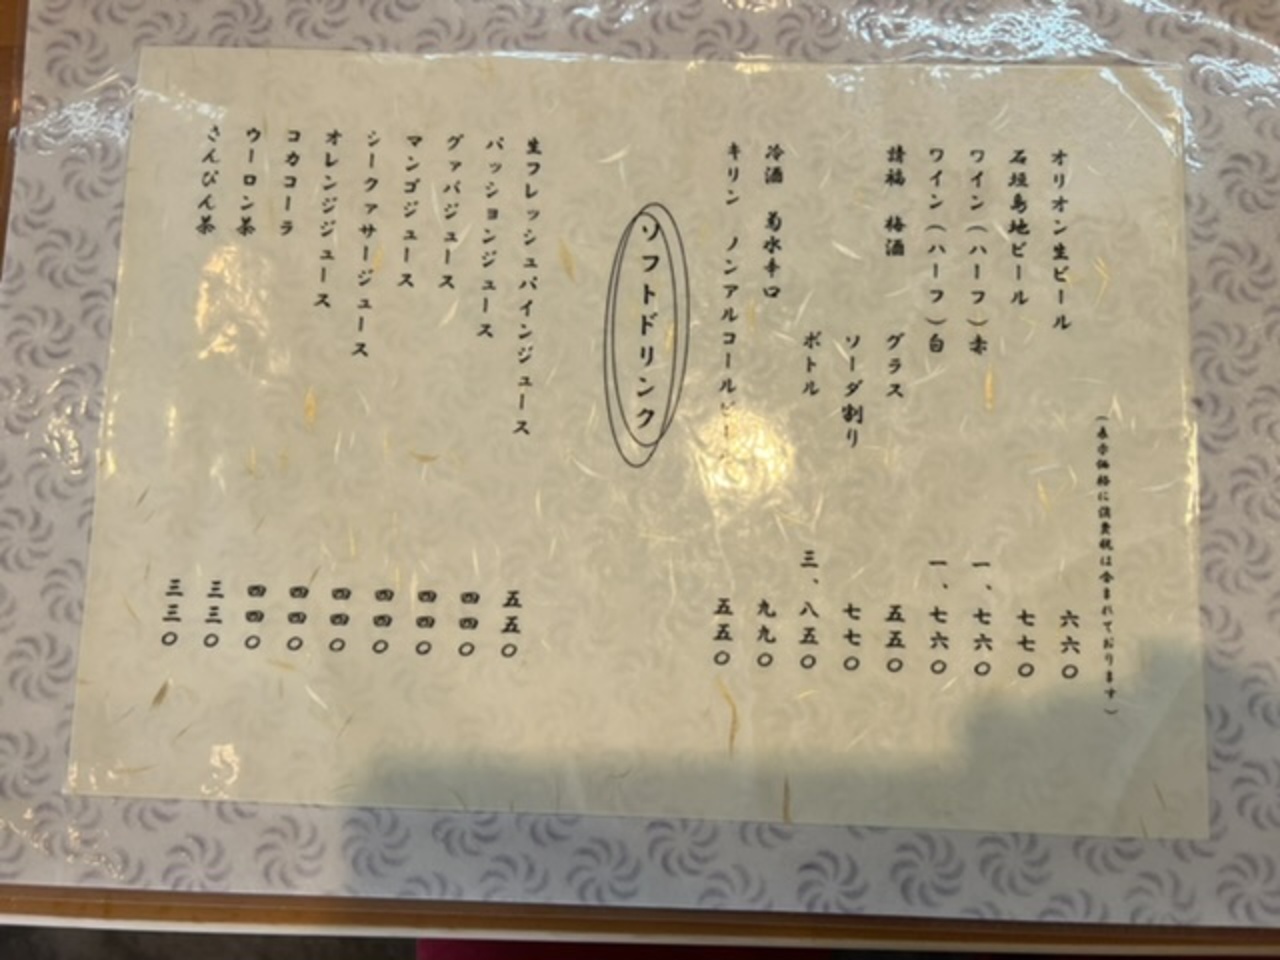 (表示価格に消費税は含まれております)
オリオン生ビール 六六〇
石垣島地ビール 七七〇
ワイン(ハーフ)赤 一、七六〇
ワイン(ハーフ)白 一、七六〇
請福 梅酒 グラス 五五〇
ソーダ割り 七七〇
ボトル 三、八五〇
冷酒 菊水辛口 九九〇
キリン ノンアルコールビー 五五〇
ソフトドリンク
生フレッシュパインジュース 五五〇
パッションジュース 四四〇
グァバジュース 四四〇
マンゴジュース 四四〇
シークァサージュース 四四〇
オレンジジュース 四四〇
コカコーラ 四四〇
ウーロン茶 三三〇
さんぴん茶 三三〇